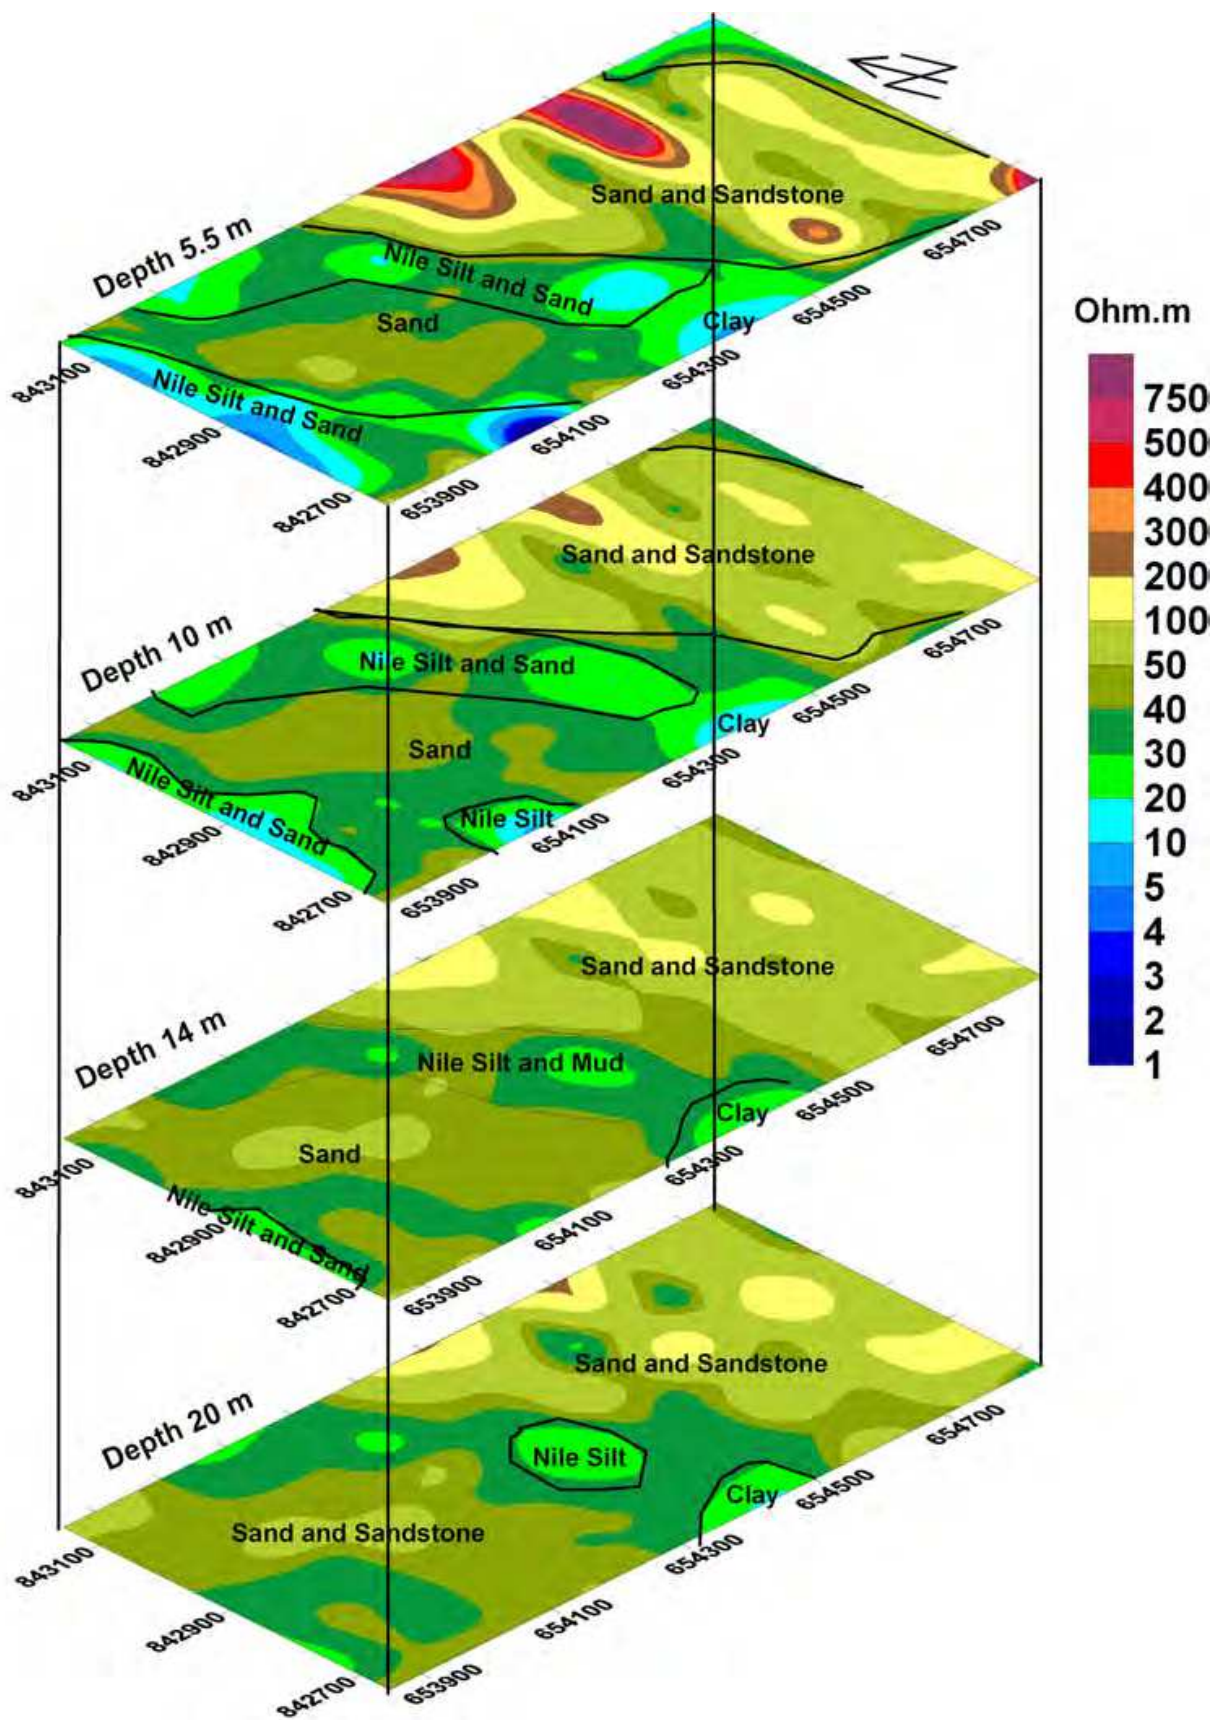 Sand and Sandstone
Depth 5.5 m
Nile Silt and Sand
654700
Sand
Clay
654500
843100
Nile Silt and Sand
654300
842900
654100
842700
653900
Ohm.m
750
500
400
300
200
100
50
40
30
20
10
5
4
3
2
1
Sand and Sandstone
Depth 10 m
Nile Silt and Sand
654700
Sand
Clay
654500
843100
Nile Silt and Sand
654300
842900
Nile Silt
654100
842700
653900
Sand and Sandstone
Depth 14 m
Nile Silt and Mud
654700
Sand
Clay
654500
843100
Nile Silt and Sand
654300
842900
654100
842700
653900
Sand and Sandstone
Depth 20 m
Nile Silt
654700
Sand and Sandstone
Clay
654500
843100
654300
842900
654100
842700
653900